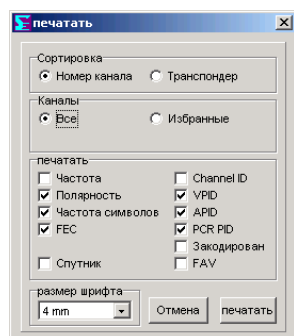 печатать
Сортировка
Номер канала Транспондер
Каналы
Все Избранные
печатать
Частота Channel ID
Полярность VPID
Частота символов APID
FEC PCR PID
Закодирован
Спутник FAV
размер шрифта
4 mm Отмена печатать